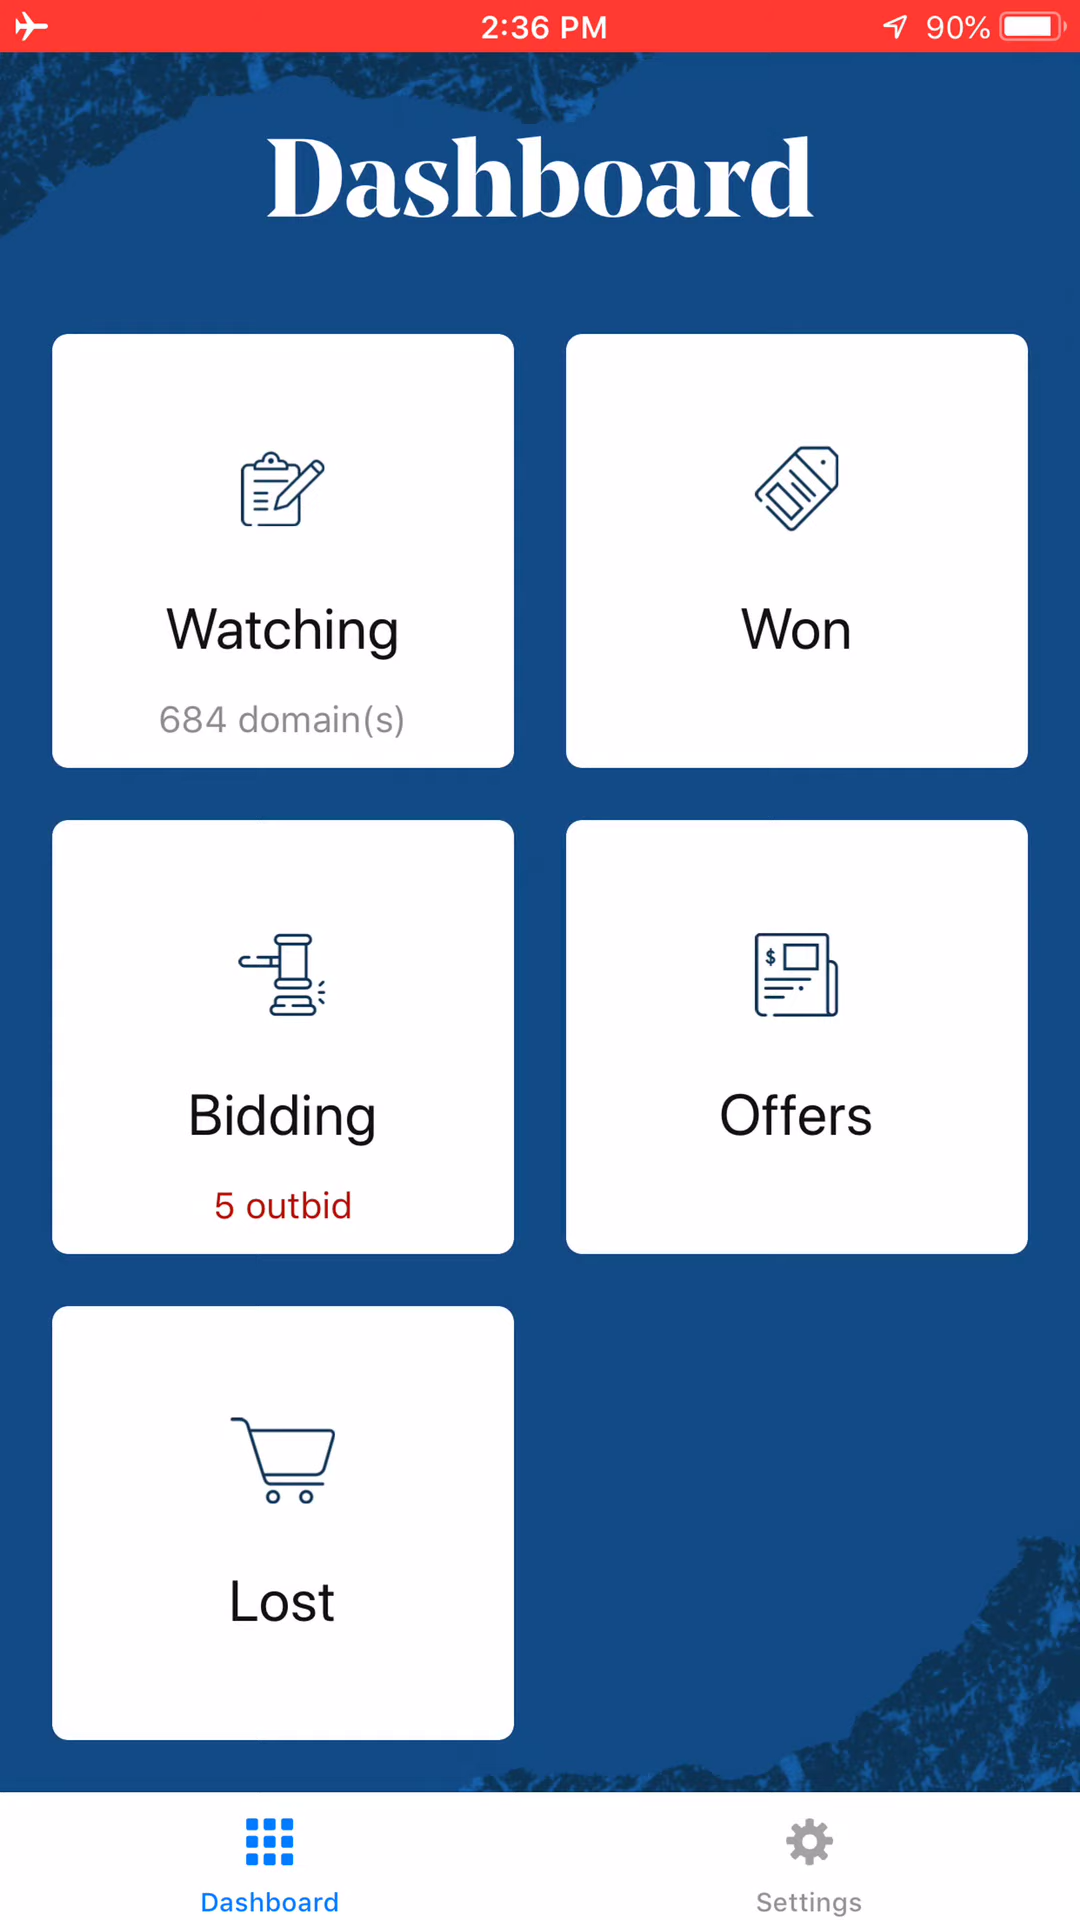 2:36 PM
90%
Dashboard
Watching
684 domain(s)
Won
Bidding
5 outbid
$
Offers
Lost
Dashboard
Settings